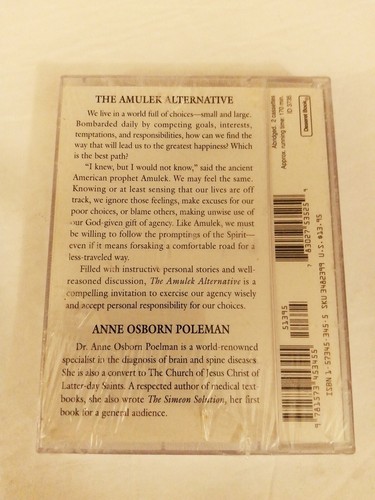 THE AMULEK ALTERNATIVE
We live in a world full of choices—small and large.
Bombarded daily by competing goals, interests,
temptations, and responsibilities, how can we find the
way that will lead us to the greatest happiness? Which
is the best path?
"I knew, but I would not know," said the ancient
American prophet Amulek. We may feel the same.
Knowing or at least sensing that our lives are off
track, we ignore those feelings, make excuses for our
poor choices, or blame others, making unwise use of
our God-given gift of agency. Like Amulek, we must
be willing to follow the promptings of the Spirit—
even if it means forsaking a comfortable road for a
less-traveled way.
Filled with instructive personal stories and well-
reasoned discussion, The Amulek Alternative is a
compelling invitation to exercise our agency wisely
and accept personal responsibility for our choices.
ANNE OSBORN POLEMAN
Dr. Anne Osborn Poelman is a world-renowned
specialist in the diagnosis of brain and spine diseases.
She is also a convert to The Church of Jesus Christ of
Latter-day Saints. A respected author of medical text-
books, she also wrote The Simeon Solution, her first
book for a general audience.
Abridged. 2 cassettes
Approx. running time: 170 min.
Deseret Book
SKU 3482399 U.S. $13.95
51395
ISBN 1-57345-345-5
9 781573 453455